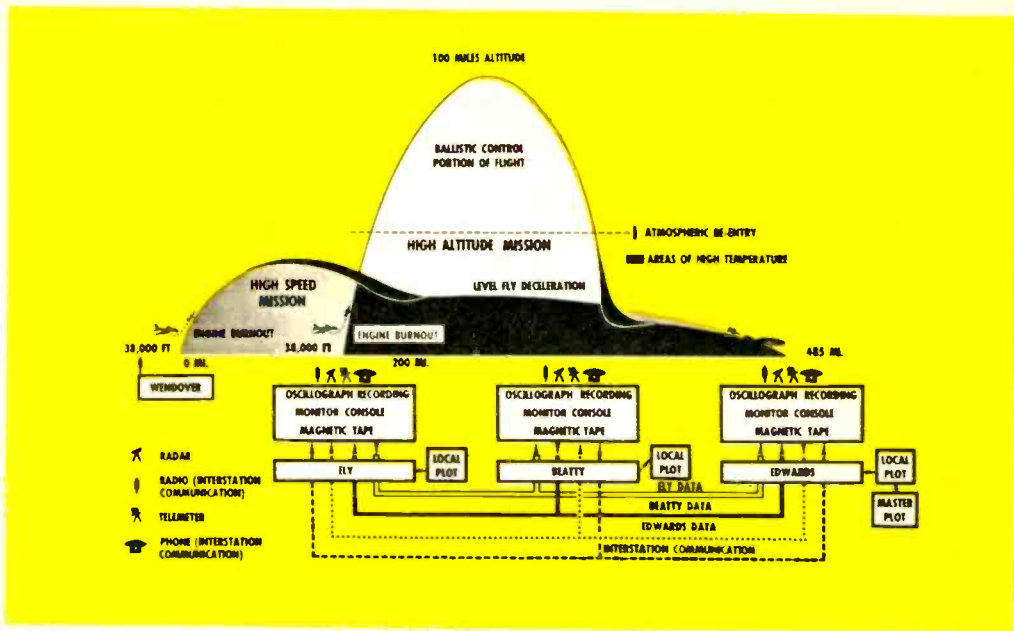 100 MILES ALTITUDE
BALLISTIC CONTROL
PORTION OF FLIGHT
ATMOSPHERIC RE-ENTRY
HIGH ALTITUDE MISSION
AREAS OF HIGH TEMPERATURE
HIGH SPEED
MISSION
LEVEL FLY DECELERATION
ENGINE BURNOUT
ENGINE BURNOUT
38,000 FT
38,000 FT
0 MI.
200 MI.
485 MI.
WENDOVER
OSCILLOGRAPH RECORDING
MONITOR CONSOLE
MAGNETIC TAPE
OSCILLOGRAPH RECORDING
MONITOR CONSOLE
MAGNETIC TAPE
OSCILLOGRAPH RECORDING
MONITOR CONSOLE
MAGNETIC TAPE
ELY
LOCAL
PLOT
BEATTY
LOCAL
PLOT
EDWARDS
LOCAL
PLOT
MASTER
PLOT
ELY DATA
BEATTY DATA
EDWARDS DATA
INTERSTATION COMMUNICATION
RADAR
RADIO (INTERSTATION
COMMUNICATION)
TELEMETER
PHONE (INTERSTATION
COMMUNICATION)